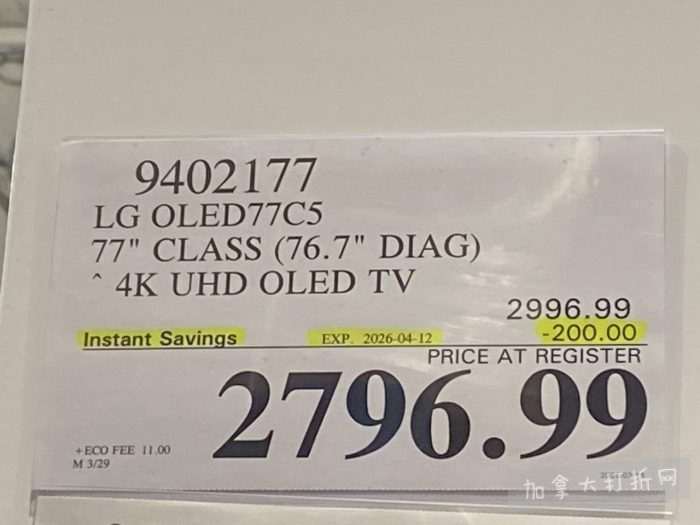 9402177
LG OLED77C5
77" CLASS (76.7" DIAG)
^ 4K UHD OLED TV
2996.99
Instant Savings EXP. 2026-04-12 -200.00
PRICE AT REGISTER
2796.99
+ECO FEE 11.00
M 3/29
加拿大打折网